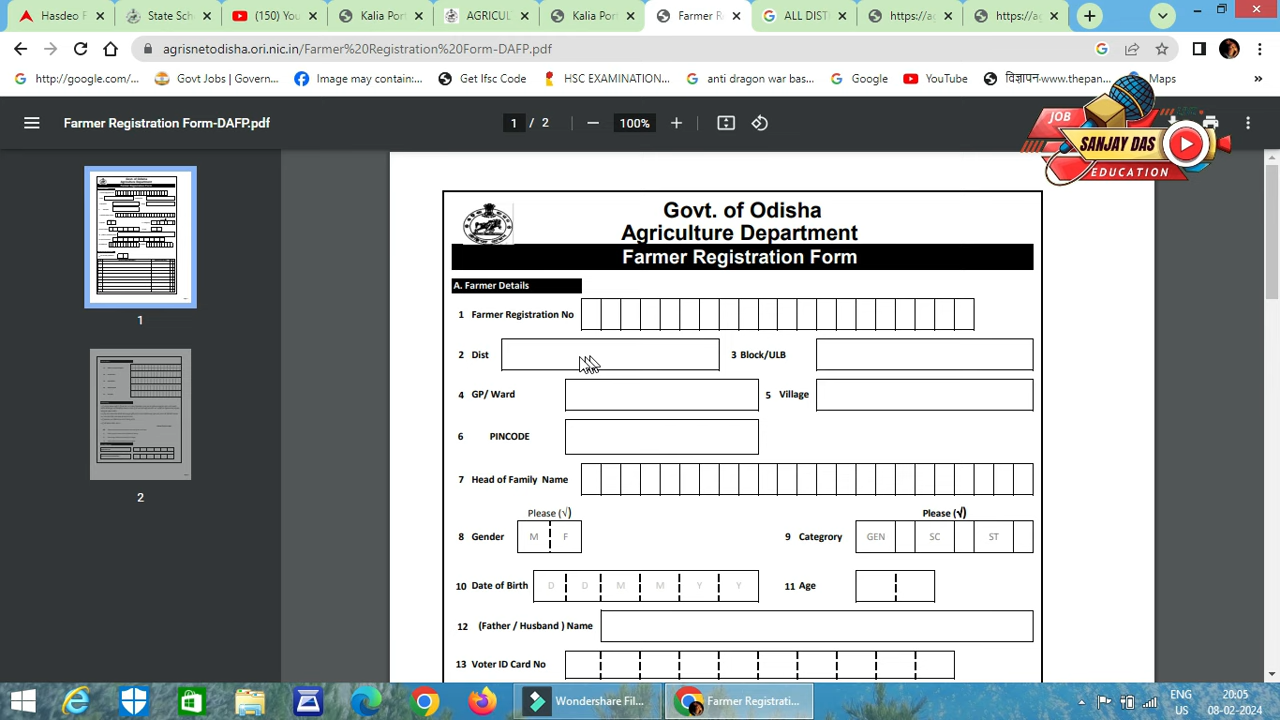 Hasdeo F
State Sch
(150) You
Kalia Por
AGRICUL
Kalia Por
Farmer R
ALL DIST
https://ag
https://ag
agrisnetodisha.ori.nic.in/Farmer%20Registration%20Form-DAFP.pdf
http://google.com/...
Govt Jobs | Govern...
Image may contain:...
Get Ifsc Code
HSC EXAMINATION...
anti dragon war bas...
Google
YouTube
विज्ञापन-www.thepan...
Maps
»
Farmer Registration Form-DAFP.pdf
1 / 2
100%
JOB
SANJAY DAS
EDUCATION
1
2
Govt. of Odisha
Agriculture Department
Farmer Registration Form
A. Farmer Details
1 Farmer Registration No
2 Dist
3 Block/ULB
4 GP/ Ward
5 Village
6 PINCODE
7 Head of Family Name
Please (√)
Please (√)
8 Gender M F
9 Categrory GEN SC ST
10 Date of Birth D D M M Y Y
11 Age
12 (Father / Husband ) Name
13 Voter ID Card No
Wondershare Fil...
Farmer Registrati...
ENG
US
20:05
08-02-2024